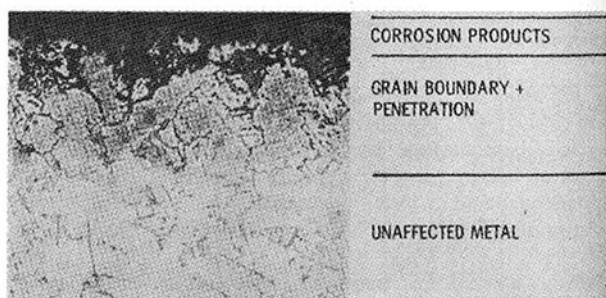 CORROSION PRODUCTS
GRAIN BOUNDARY +
PENETRATION
UNAFFECTED METAL